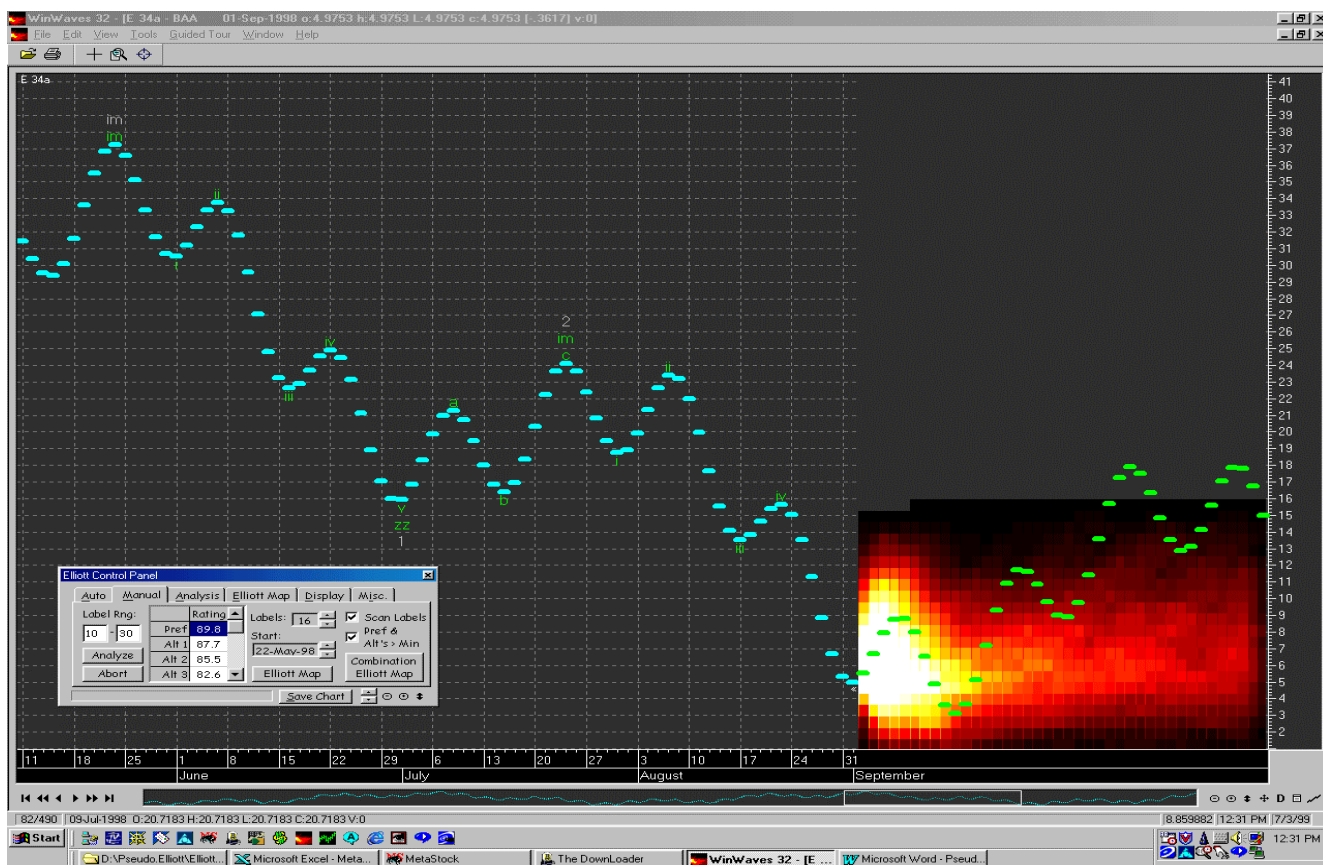 WinWaves 32 - [E 34a - BAA 01-Sep-1998 o:4.9753 h:4.9753 L:4.9753 c:4.9753 [-.3617] v:0]
File Edit View Tools Guided Tour Window Help
E 34a
im
im
ii
i
iv
iii
v
zz
1
a
b
2
im
c
ii
i
iv
iii
41
40
39
38
37
36
35
34
33
32
31
30
29
28
27
26
25
24
23
22
21
20
19
18
17
16
15
14
13
12
11
10
9
8
7
6
5
4
3
2
Elliott Control Panel
Auto Manual Analysis Elliott Map Display Misc.
Label Rng: Rating Labels: 16 Scan Labels
10 - 30 Pref 89.8 Start: Pref & Alt's > Min
Analyze Alt 1 87.7 22-May-98
Abort Alt 2 85.5 Elliott Map Combination Elliott Map
Alt 3 82.6
Save Chart
11 18 25 1 8 15 22 29 6 13 20 27 3 10 17 24 31
June July August September
D
82/490 09-Jul-1998 O:20.7183 H:20.7183 L:20.7183 C:20.7183 V:0 8.859882 12:31 PM 7/3/99
Start 12:31 PM
D:\Pseudo.Elliott\Elliott... Microsoft Excel - Meta... MetaStock The DownLoader WinWaves 32 - [E ... Microsoft Word - Pseud...